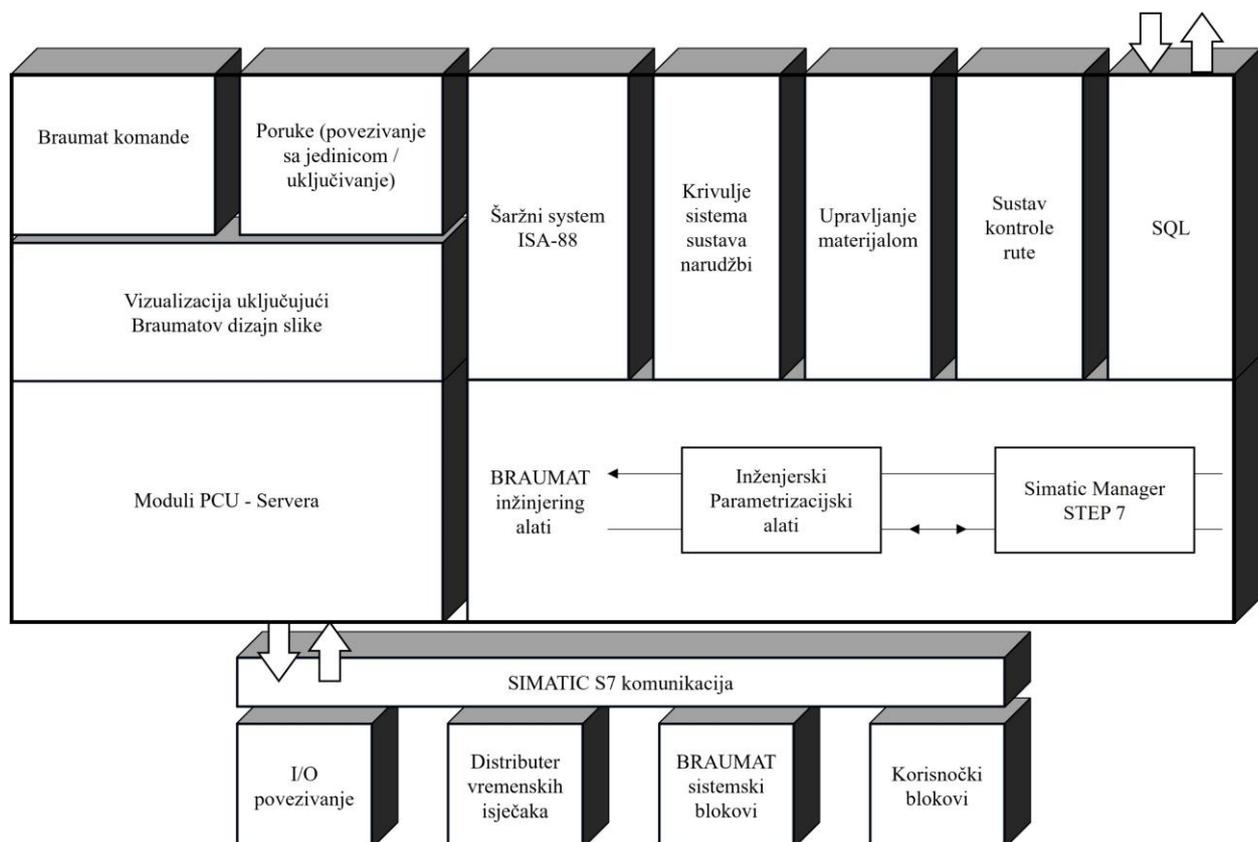 Braumat komande
Poruke (povezivanje
sa jedinicom /
uključivanje)
Šaržni system
ISA-88
Krivulje
sistema
sustava
narudžbi
Upravljanje
materijalom
Sustav
kontrole
rute
SQL
Vizualizacija uključujući
Braumatov dizajn slike
Moduli PCU - Servera
BRAUMAT
inžinjering
alati
Inženjerski
Parametrizacijski
alati
Simatic Manager
STEP 7
SIMATIC S7 komunikacija
I/O
povezivanje
Distributer
vremenskih
isječaka
BRAUMAT
sistemski
blokovi
Korisnočki
blokovi